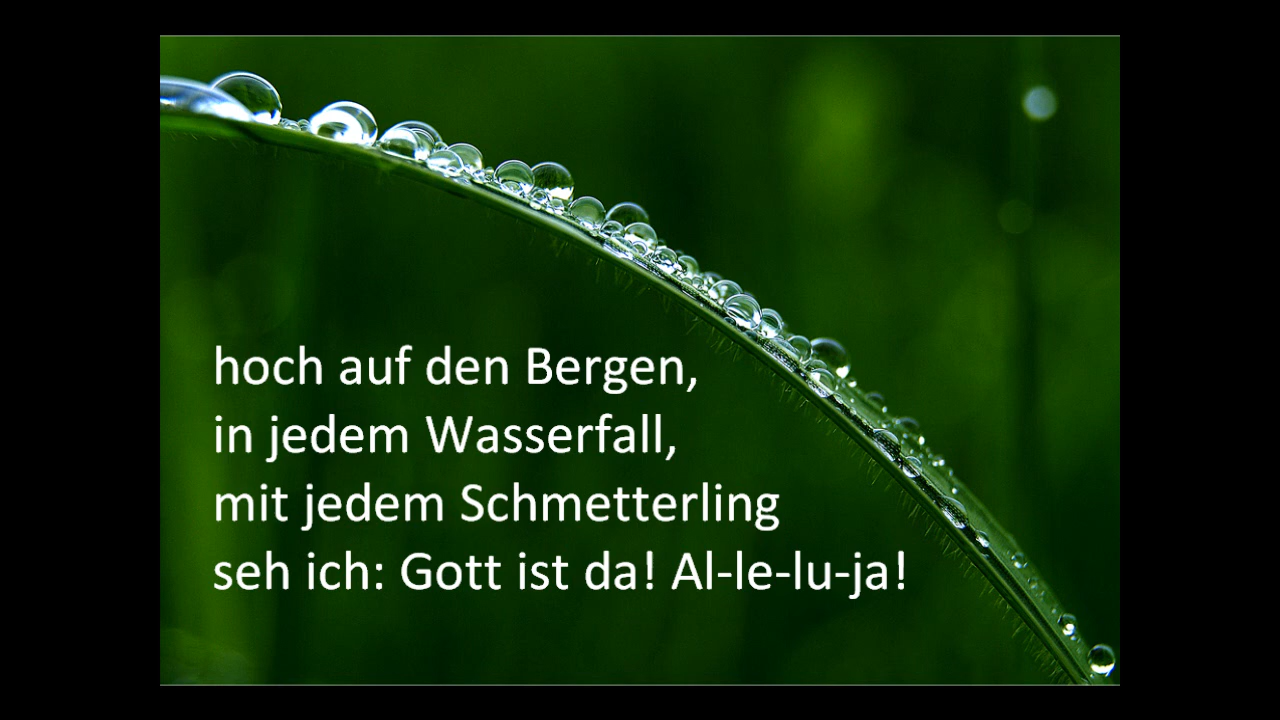 hoch auf den Bergen,
in jedem Wasserfall,
mit jedem Schmetterling
seh ich: Gott ist da! Al-le-lu-ja!